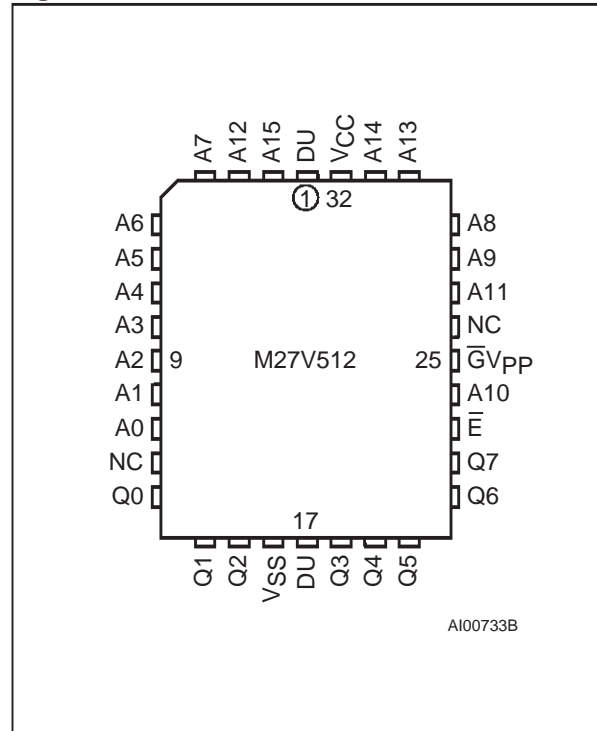 A7 A12 A15 DU VCC A14 A13
1 32
A6 A8
A5 A9
A4 A11
A3 NC
A2 9 M27V512 25 G̅VPP
A1 A10
A0 E̅
NC Q7
Q0 Q6
17
Q1 Q2 VSS DU Q3 Q4 Q5
AI00733B